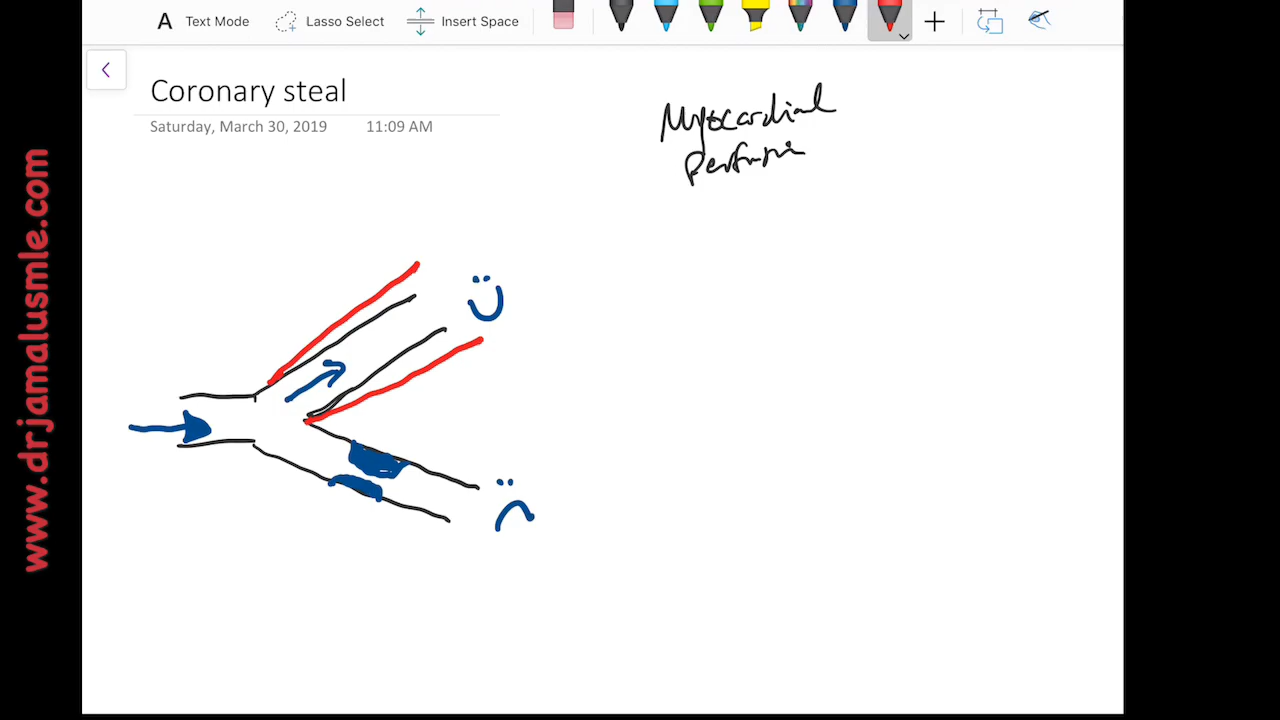 Text Mode
Lasso Select
Insert Space
Coronary steal
Saturday, March 30, 2019 11:09 AM
Myocardial
www.drjamalusmle.com